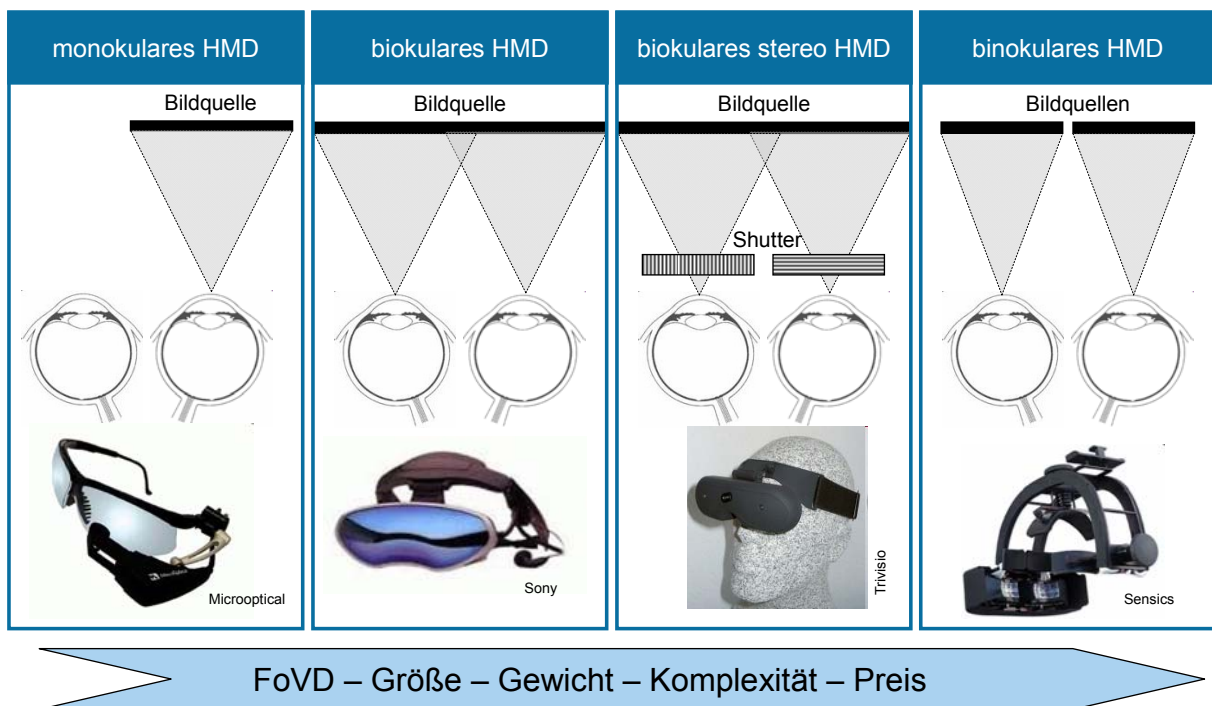 monokulares HMD
Bildquelle
Microoptical
biokulares HMD
Bildquelle
Sony
biokulares stereo HMD
Bildquelle
Shutter
Trivisio
binokulares HMD
Bildquellen
Sensics
FoVD – Größe – Gewicht – Komplexität – Preis